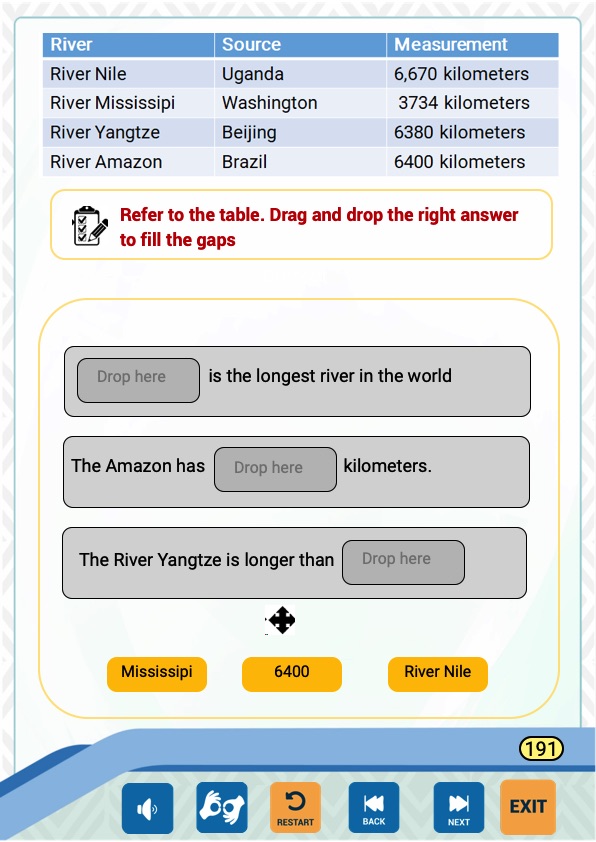 River Source Measurement
River Nile Uganda 6,670 kilometers
River Mississipi Washington 3734 kilometers
River Yangtze Beijing 6380 kilometers
River Amazon Brazil 6400 kilometers
Refer to the table. Drag and drop the right answer
to fill the gaps
Drop here is the longest river in the world
The Amazon has Drop here kilometers.
The River Yangtze is longer than Drop here
Mississipi 6400 River Nile
191
RESTART BACK NEXT EXIT